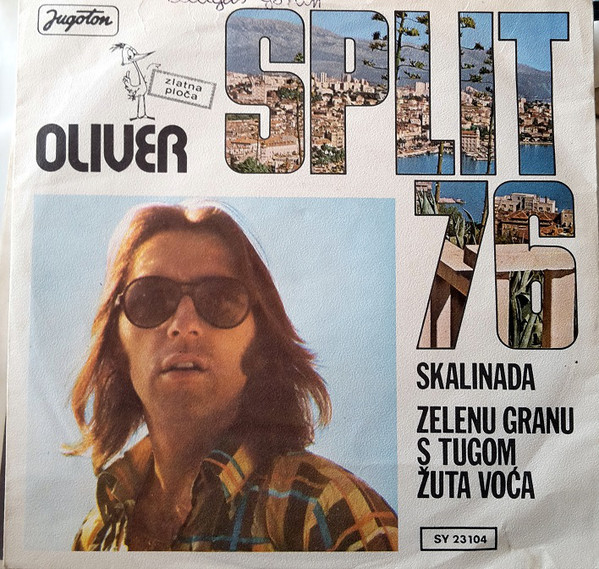 Jugoton
zlatna
ploča
OLIVER
SPLIT
76
SKALINADA
ZELENU GRANU
S TUGOM
ŽUTA VOĆA
SY 23104